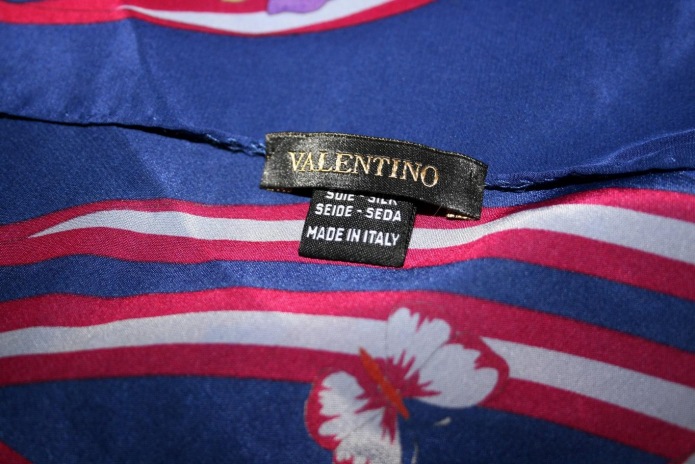 VALENTINO
SOIE - SILK
SEIDE - SEDA
MADE IN ITALY